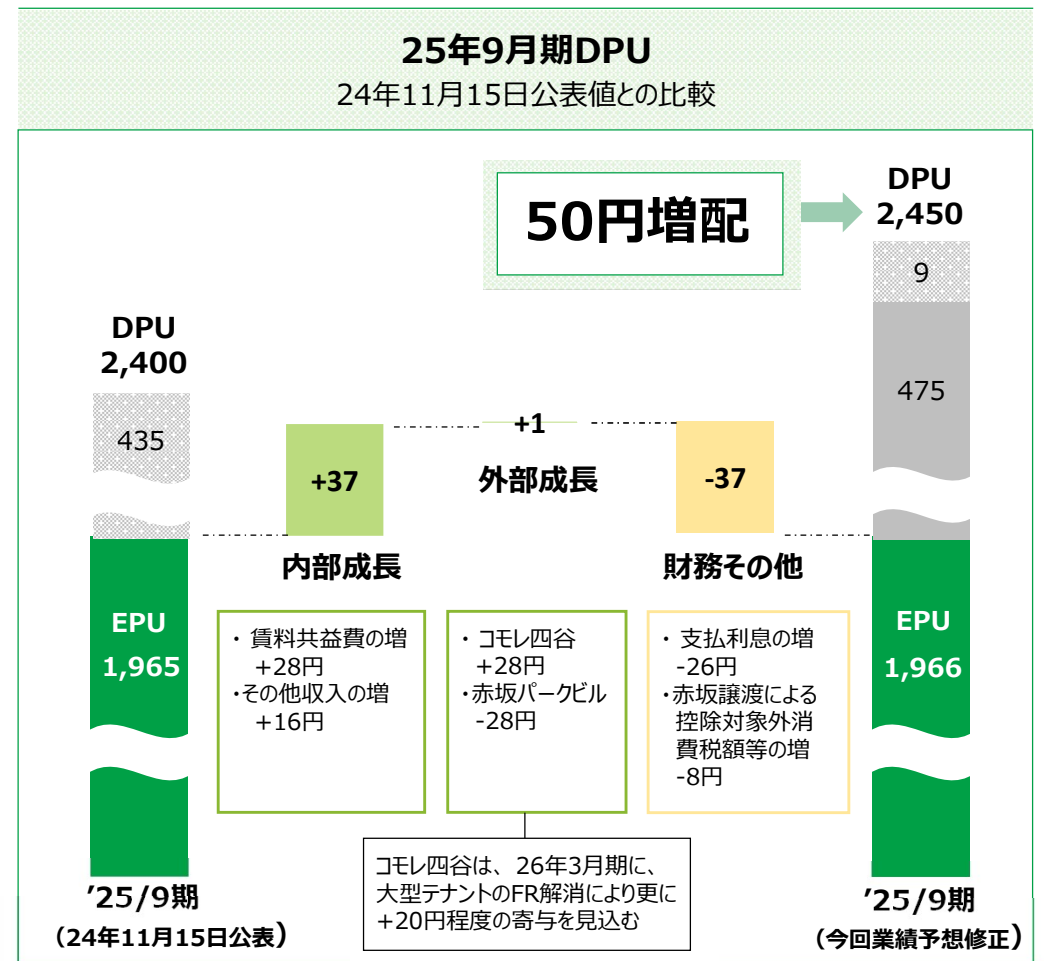 25年9月期DPU
24年11月15日公表値との比較
50円増配
DPU
2,450
9
475
DPU
2,400
435
+37
+1
外部成長
-37
内部成長
財務その他
EPU
1,965
・ 賃料共益費の増
+28円
・その他収入の増
+16円
・ コモレ四谷
+28円
・赤坂パークビル
-28円
・ 支払利息の増
-26円
・赤坂譲渡による
控除対象外消
費税額等の増
-8円
EPU
1,966
コモレ四谷は、26年3月期に、
大型テナントのFR解消により更に
+20円程度の寄与を見込む
’25/9期
（24年11月15日公表）
’25/9期
（今回業績予想修正）